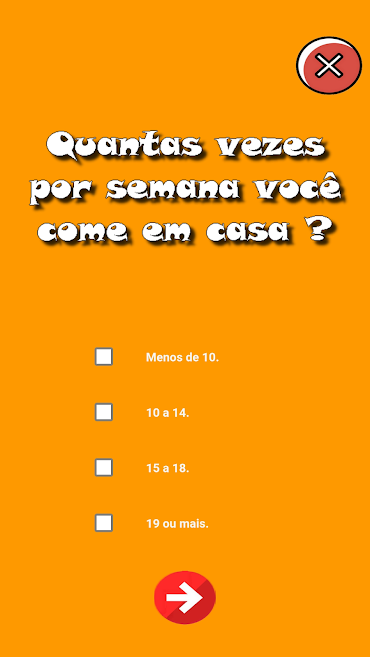 Quantas vezes
por semana você
come em casa ?
Menos de 10.
10 a 14.
15 a 18.
19 ou mais.